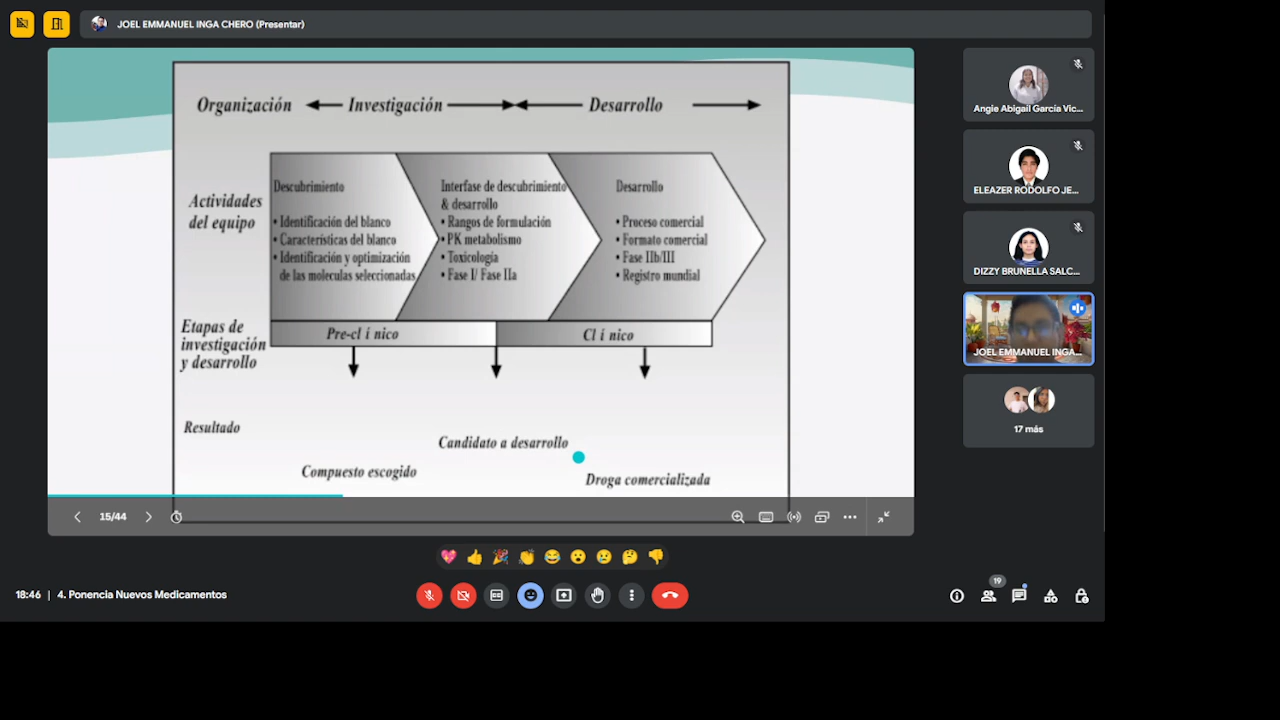 JOEL EMMANUEL INGA CHERO (Presentar)
Organización Investigación Desarrollo
Actividades
del equipo
Descubrimiento
• Identificación del blanco
• Características del blanco
• Identificación y optimización
de las moleculas seleccionadas
Interfase de descubrimiento
& desarrollo
• Rangos de formulación
• PK metabolismo
• Toxicología
• Fase I/ Fase IIa
Desarrollo
• Proceso comercial
• Formato comercial
• Fase IIb/III
• Registro mundial
Etapas de
investigación
y desarrollo
Pre-cl í nico
Cl í nico
Resultado
Candidato a desarrollo
Compuesto escogido
Droga comercializada
15/44
Angie Abigail García Vic...
ELEAZER RODOLFO JE...
DIZZY BRUNELLA SALC...
JOEL EMMANUEL INGA...
17 más
18:46 | 4. Ponencia Nuevos Medicamentos
19